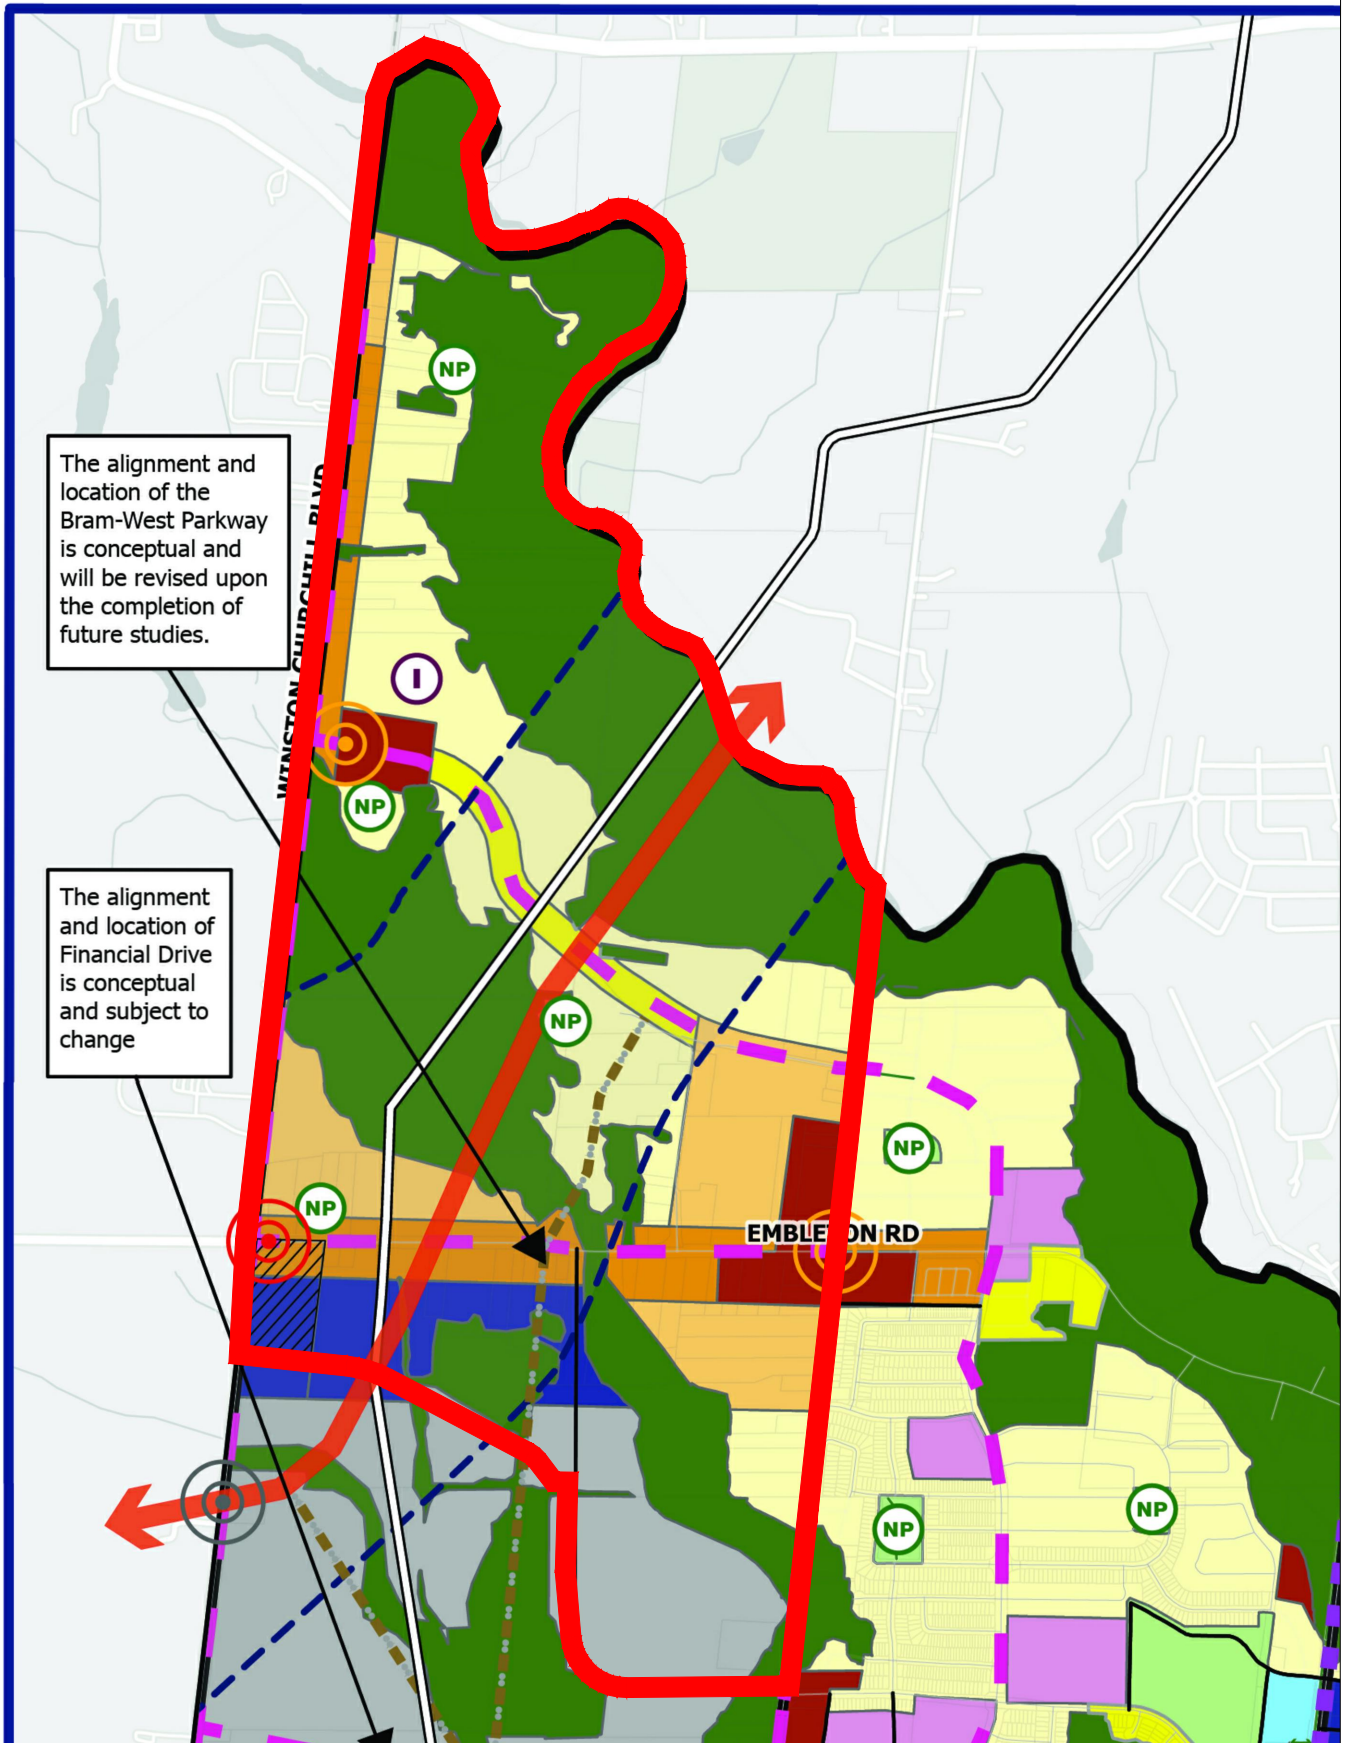 NP
The alignment and
location of the
Bram-West Parkway
is conceptual and
will be revised upon
the completion of
future studies.
WINSTON CHURCHILL BLVD
I
NP
The alignment
and location of
Financial Drive
is conceptual
and subject to
change
NP
NP
NP
EMBLETON RD
NP
NP